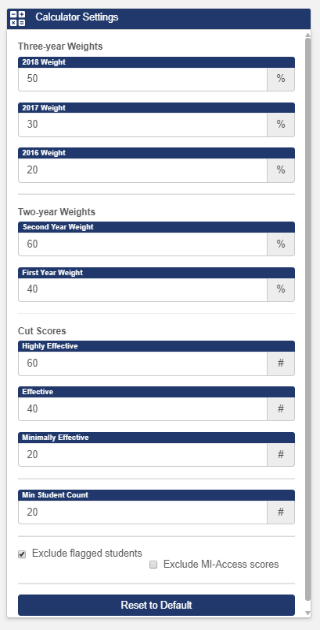 Calculator Settings
Three-year Weights
2018 Weight
50 %
2017 Weight
30 %
2016 Weight
20 %
Two-year Weights
Second Year Weight
60 %
First Year Weight
40 %
Cut Scores
Highly Effective
60 #
Effective
40 #
Minimally Effective
20 #
Min Student Count
20 #
Exclude flagged students
Exclude MI-Access scores
Reset to Default